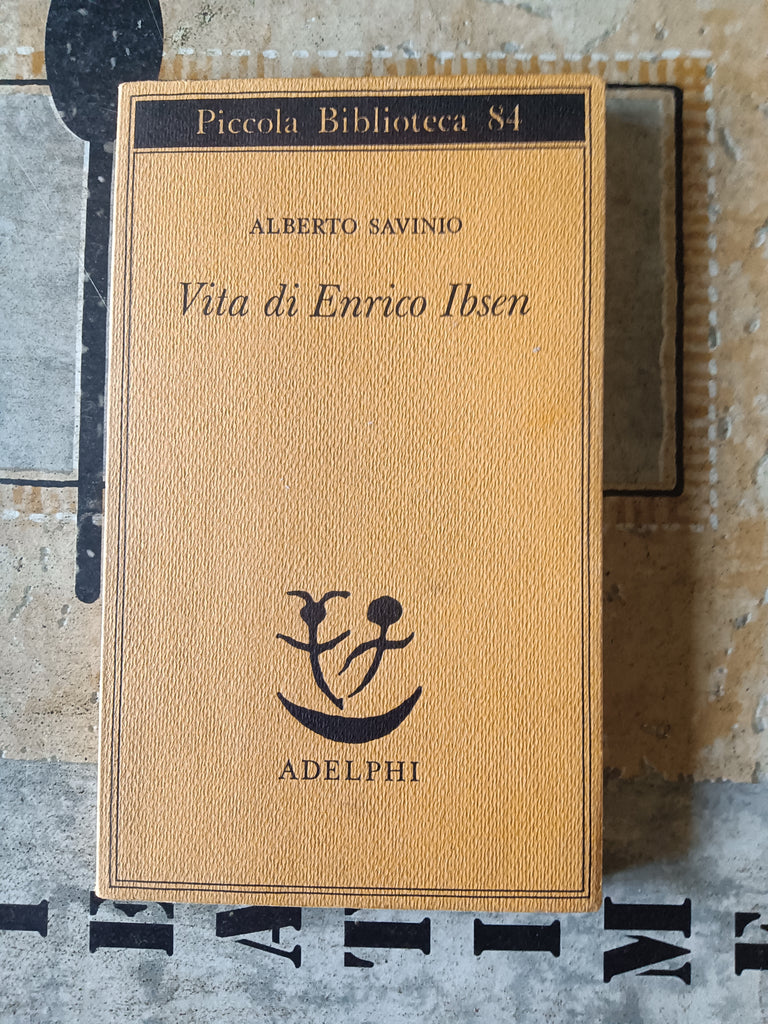 Piccola Biblioteca 84
ALBERTO SAVINIO
Vita di Enrico Ibsen
ADELPHI